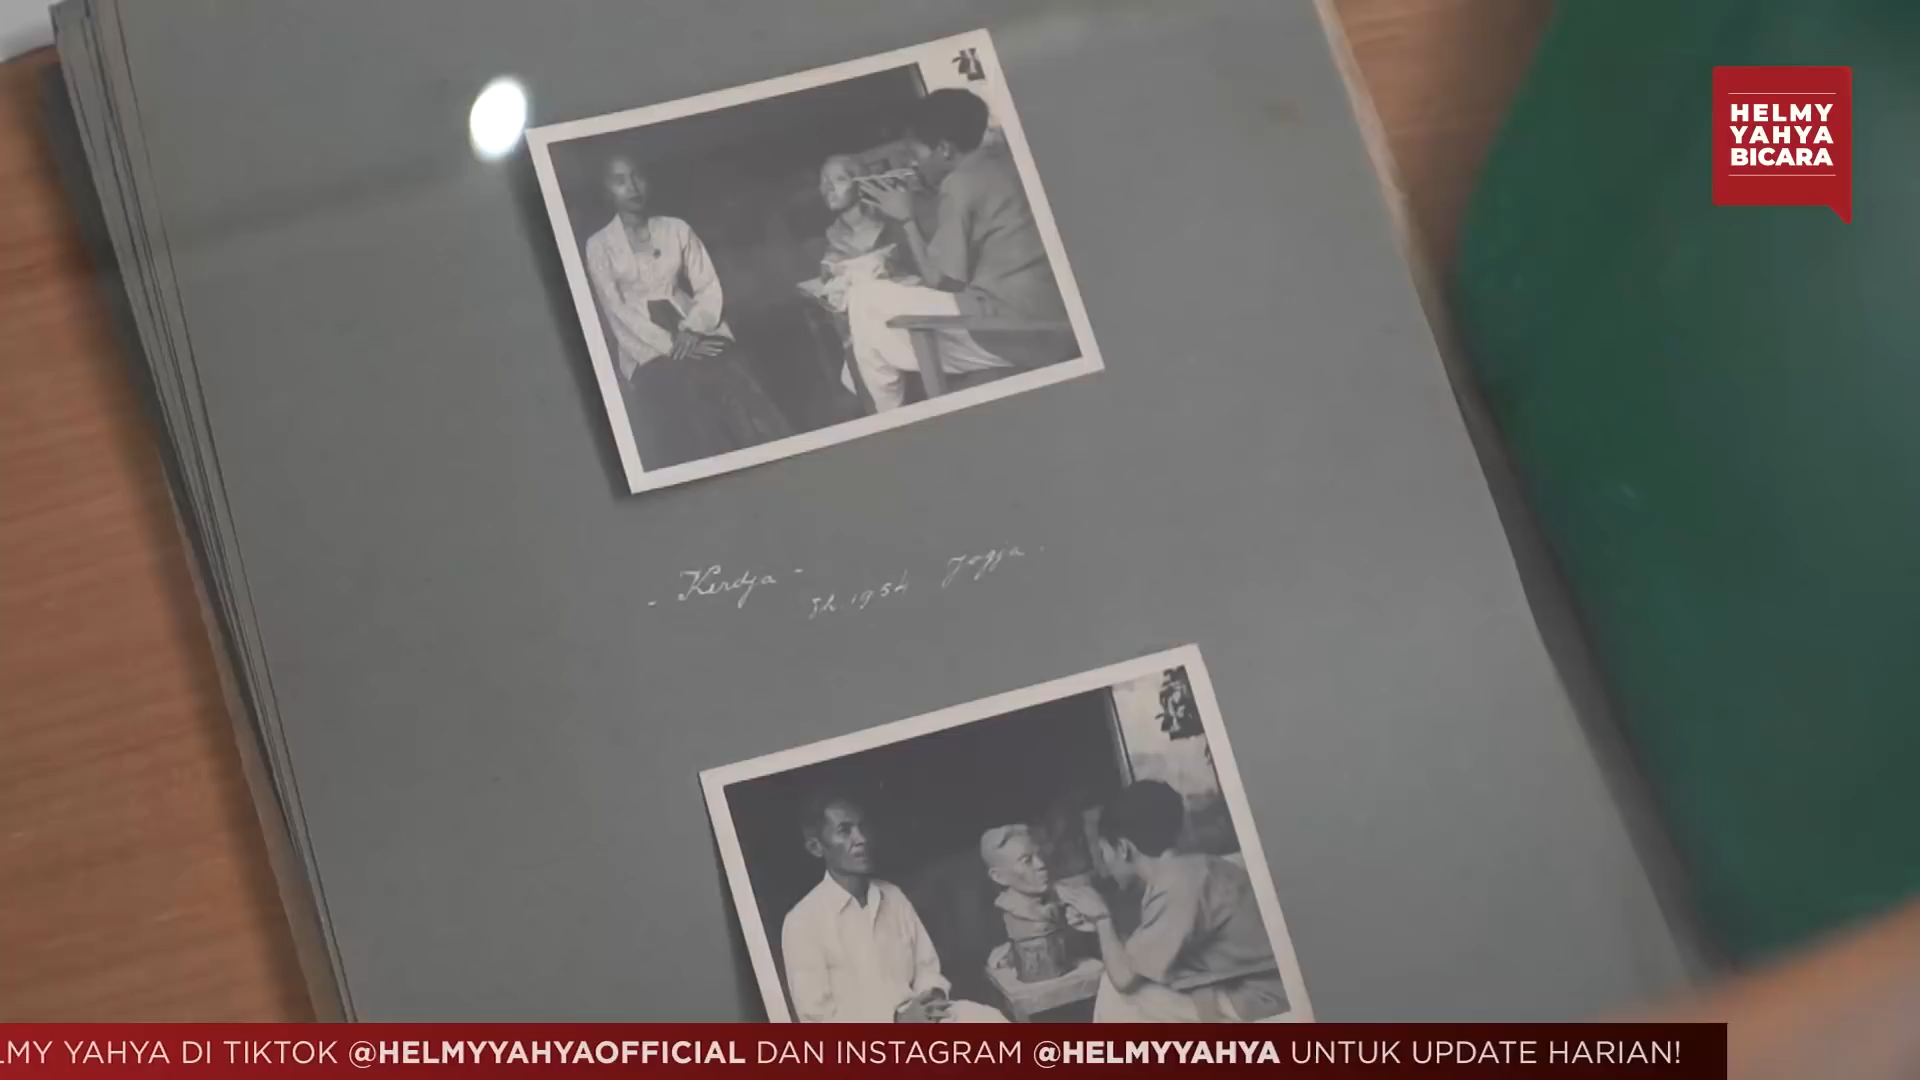 HELMY
YAHYA
BICARA
- Kerdja -
Th. 1954 Jogja.
LMY YAHYA DI TIKTOK @HELMYYAHYAOFFICIAL DAN INSTAGRAM @HELMYYAHYA UNTUK UPDATE HARIAN!